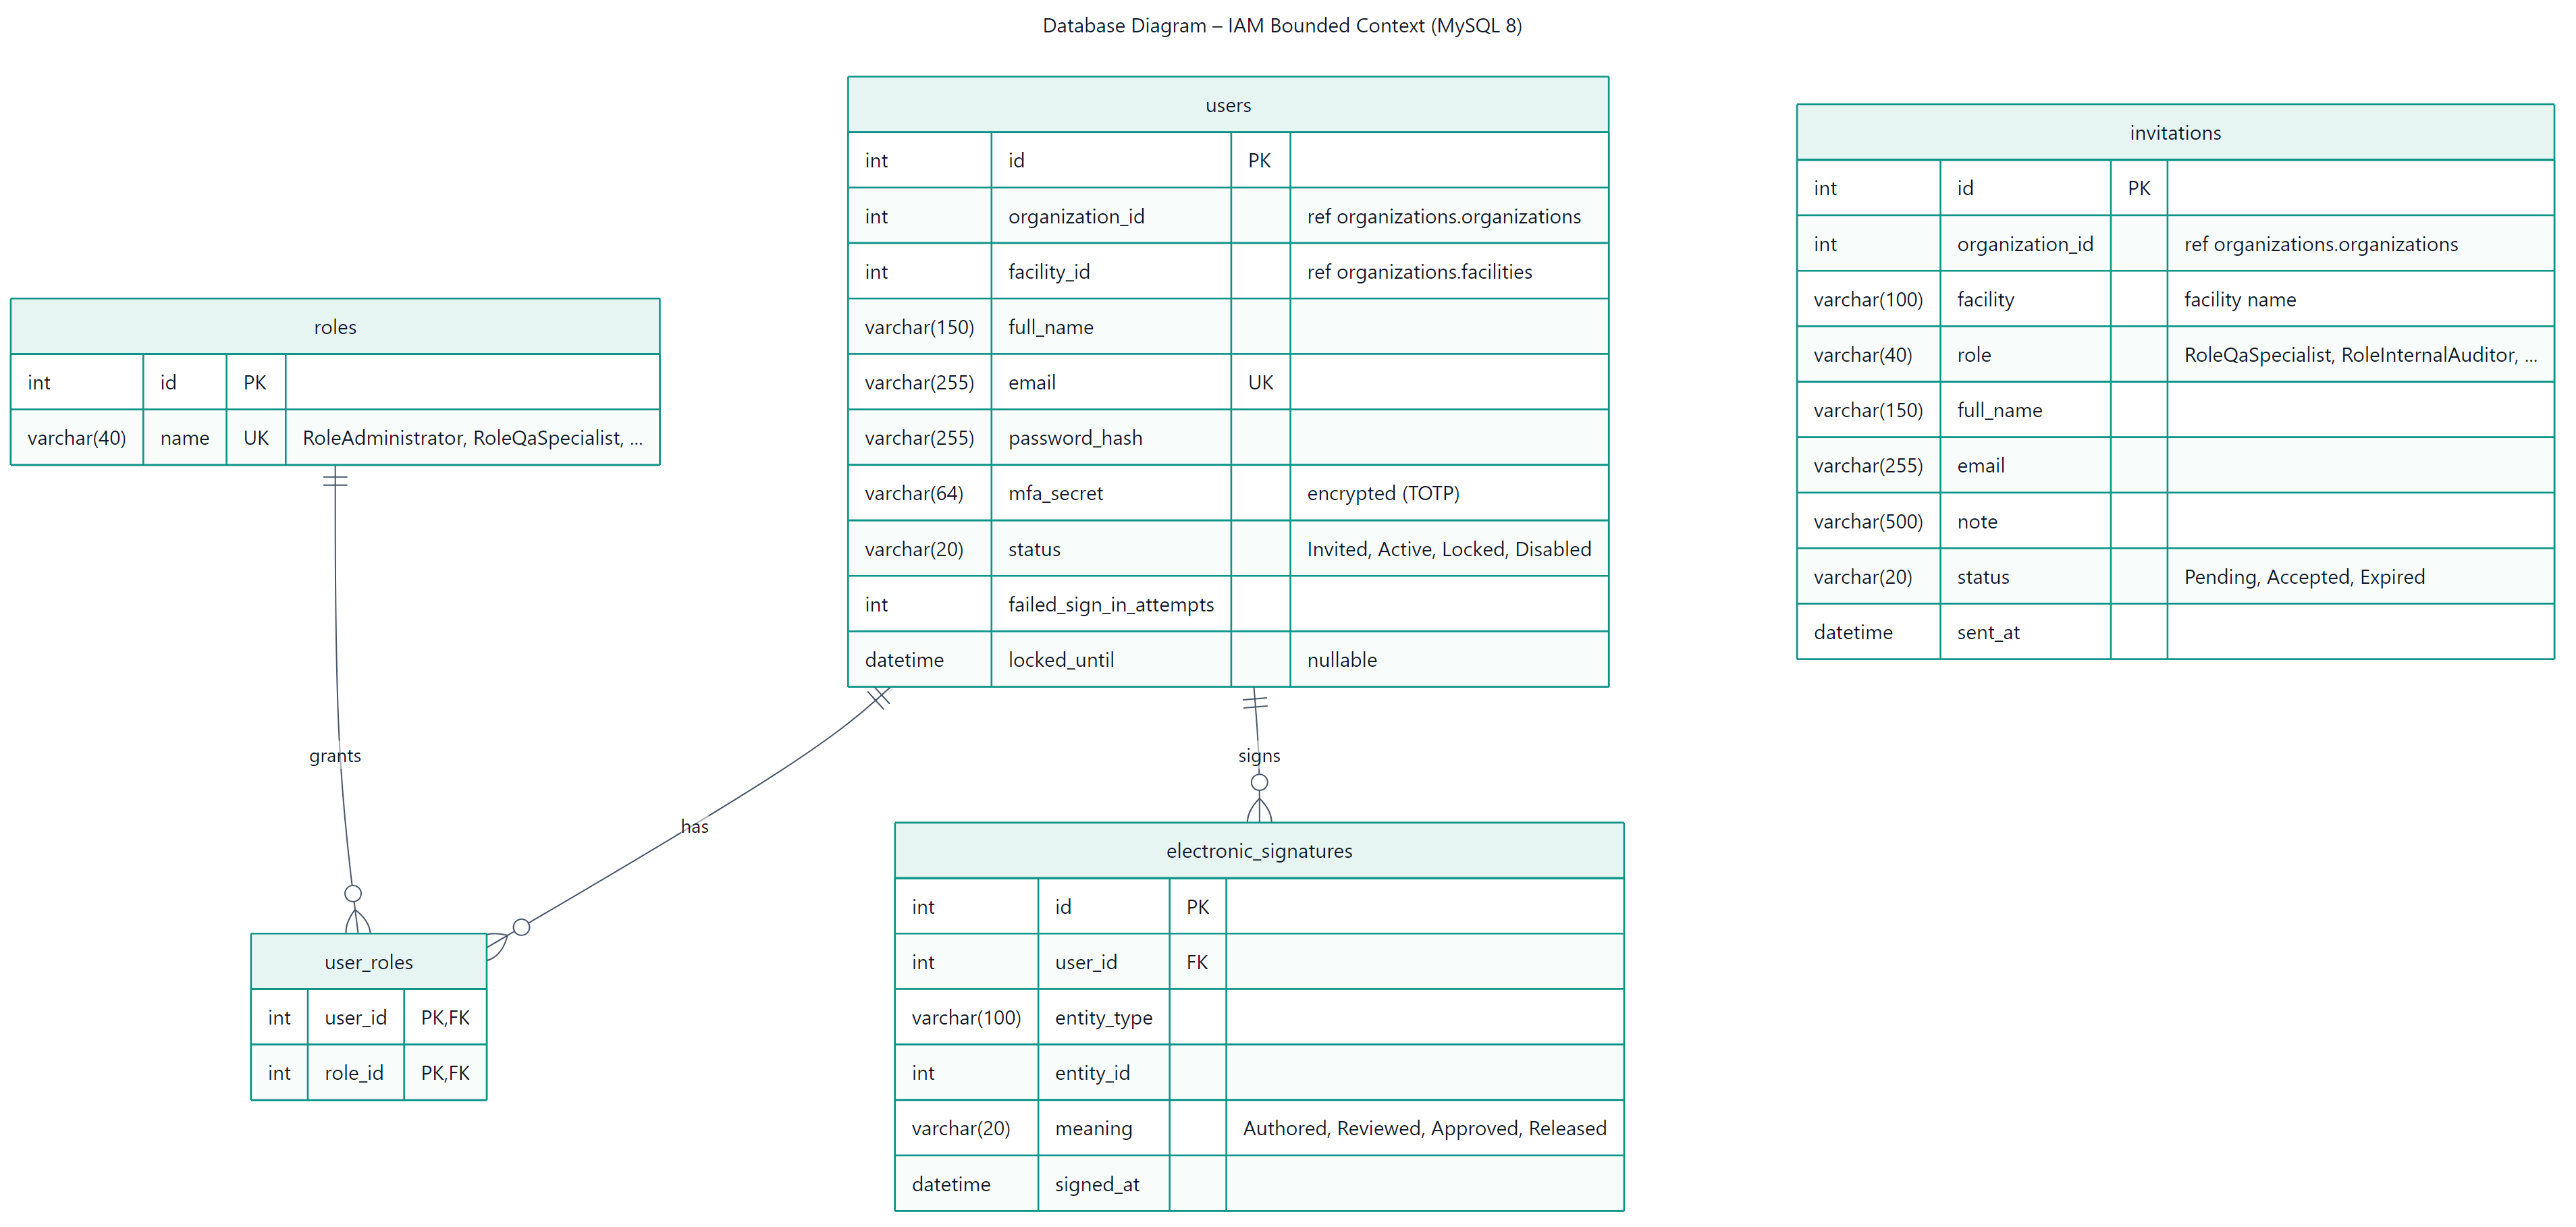 Database Diagram – IAM Bounded Context (MySQL 8)
users
int id PK
int organization_id ref organizations.organizations
int facility_id ref organizations.facilities
varchar(150) full_name
varchar(255) email UK
varchar(255) password_hash
varchar(64) mfa_secret encrypted (TOTP)
varchar(20) status Invited, Active, Locked, Disabled
int failed_sign_in_attempts
datetime locked_until nullable
invitations
int id PK
int organization_id ref organizations.organizations
varchar(100) facility facility name
varchar(40) role RoleQaSpecialist, RoleInternalAuditor, ...
varchar(150) full_name
varchar(255) email
varchar(500) note
varchar(20) status Pending, Accepted, Expired
datetime sent_at
roles
int id PK
varchar(40) name UK RoleAdministrator, RoleQaSpecialist, ...
grants
has
signs
user_roles
int user_id PK,FK
int role_id PK,FK
electronic_signatures
int id PK
int user_id FK
varchar(100) entity_type
int entity_id
varchar(20) meaning Authored, Reviewed, Approved, Released
datetime signed_at